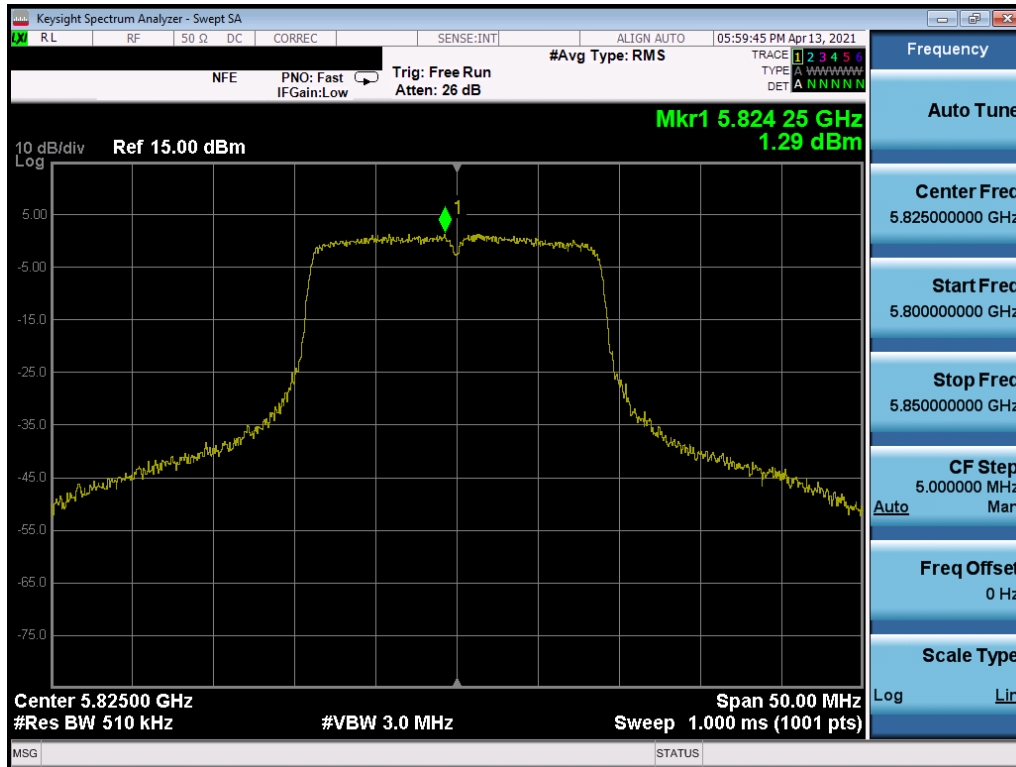 Keysight Spectrum Analyzer - Swept SA
LXI RL RF 50 Ω DC CORREC SENSE:INT ALIGN AUTO 05:59:45 PM Apr 13, 2021
NFE PNO: Fast IFGain:Low
Trig: Free Run
Atten: 26 dB
#Avg Type: RMS
TRACE 1 2 3 4 5 6
TYPE A WWWWW
DET A N N N N N
Mkr1 5.824 25 GHz
1.29 dBm
10 dB/div Ref 15.00 dBm
Log
1
5.00
-5.00
-15.0
-25.0
-35.0
-45.0
-55.0
-65.0
-75.0
Center 5.82500 GHz Span 50.00 MHz
#Res BW 510 kHz #VBW 3.0 MHz Sweep 1.000 ms (1001 pts)
MSG STATUS
Frequency
Auto Tune
Center Freq
5.825000000 GHz
Start Freq
5.800000000 GHz
Stop Freq
5.850000000 GHz
CF Step
5.000000 MHz
Auto Man
Freq Offset
0 Hz
Scale Type
Log Lin